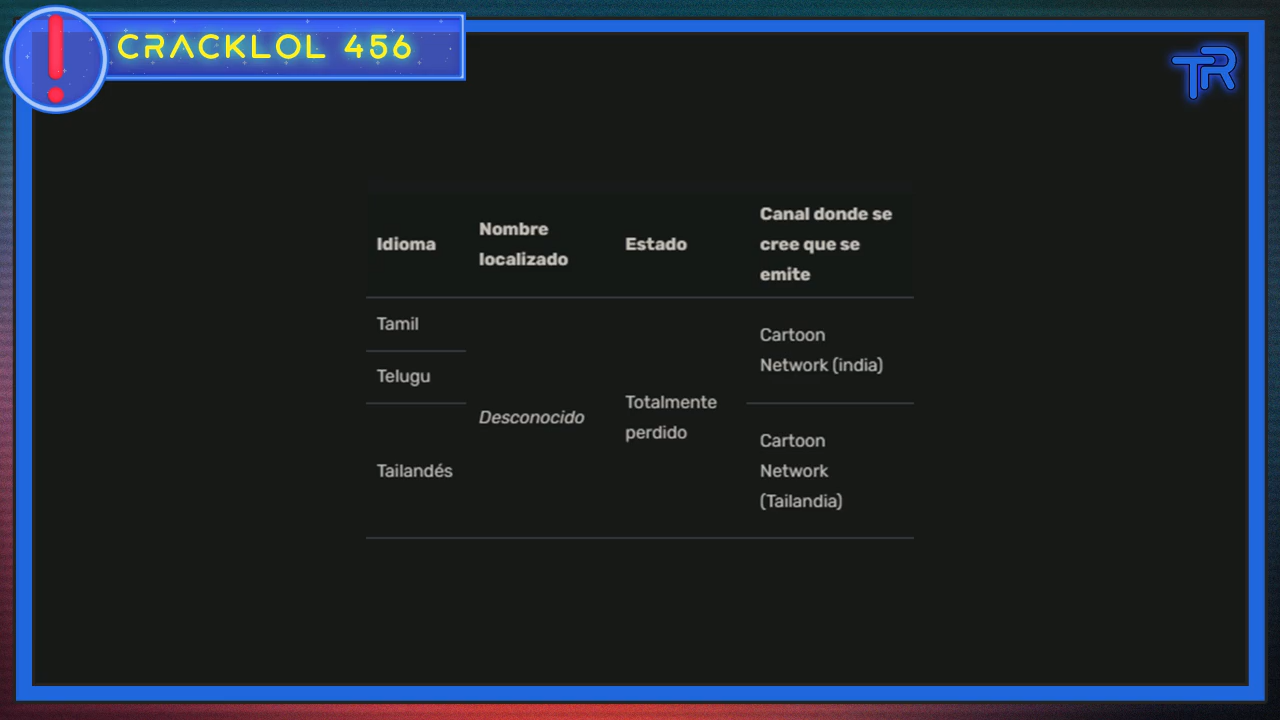 CRACKLOL 456
TR
Idioma
Nombre
localizado
Estado
Canal donde se
cree que se
emite
Tamil
Telugu
Tailandés
Desconocido
Totalmente
perdido
Cartoon
Network (india)
Cartoon
Network
(Tailandia)